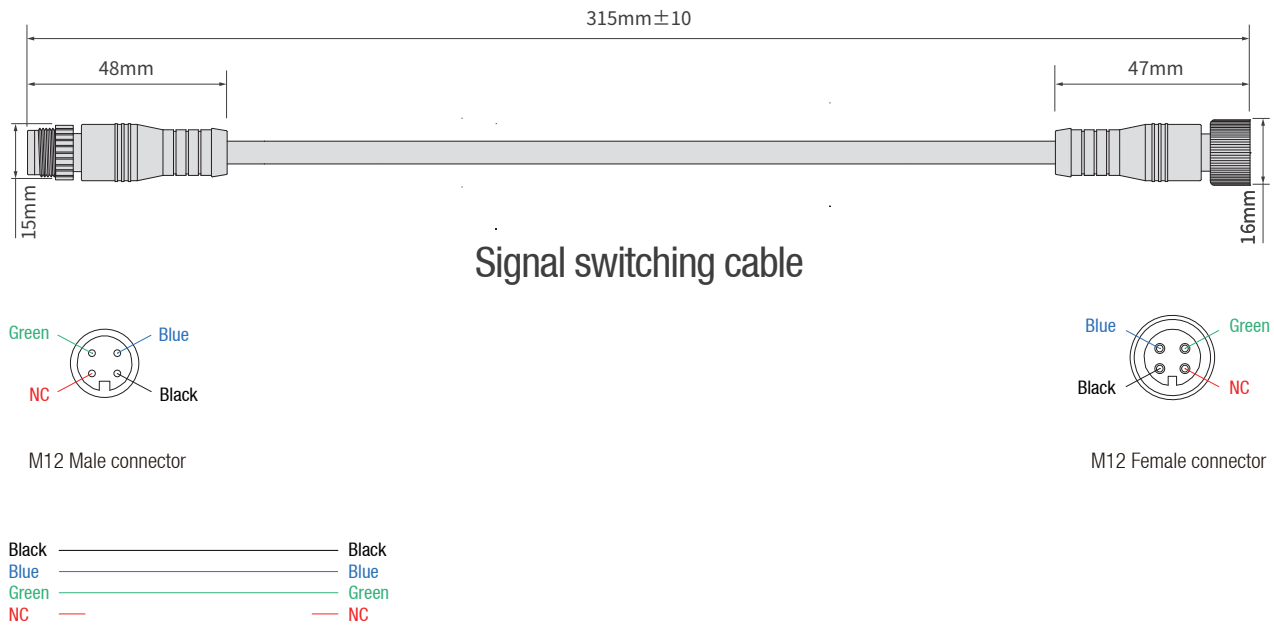 315mm±10
48mm
47mm
15mm
16mm
Signal switching cable
Green
Blue
NC
Black
Blue
Green
Black
NC
M12 Male connector
M12 Female connector
Black Black
Blue Blue
Green Green
NC NC